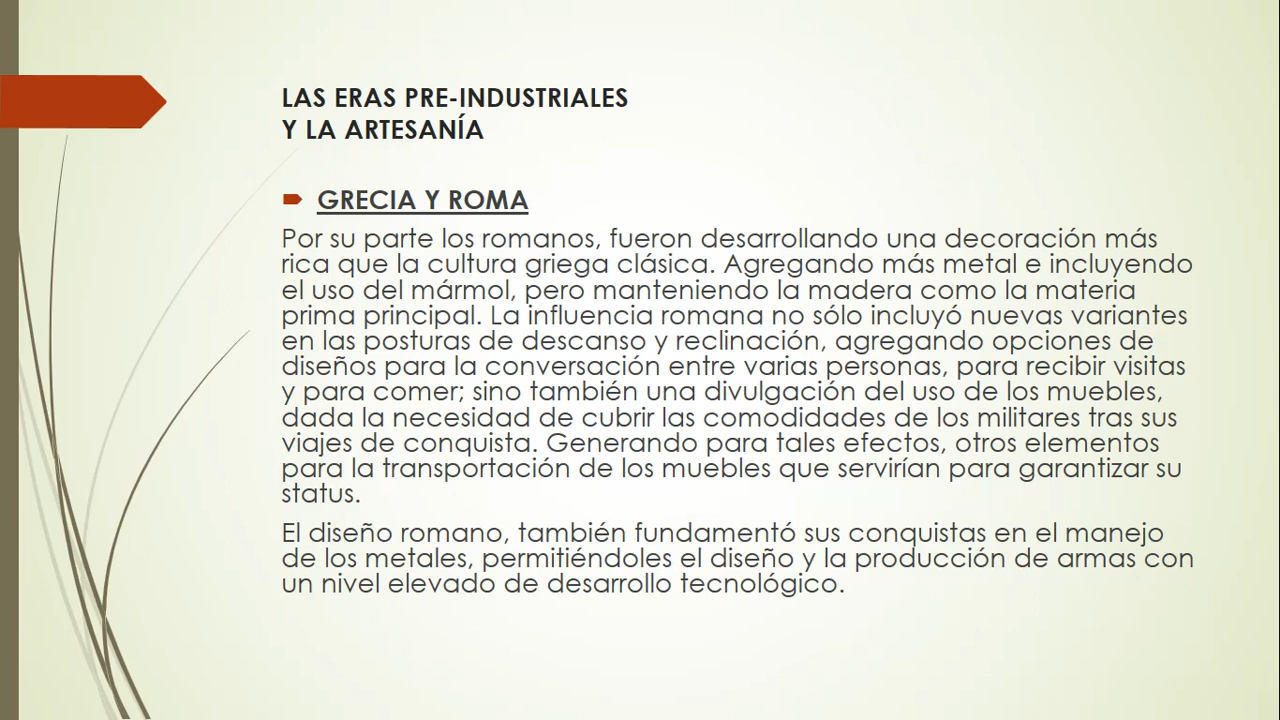 LAS ERAS PRE-INDUSTRIALES
Y LA ARTESANÍA
GRECIA Y ROMA
Por su parte los romanos, fueron desarrollando una decoración más
rica que la cultura griega clásica. Agregando más metal e incluyendo
el uso del mármol, pero manteniendo la madera como la materia
prima principal. La influencia romana no sólo incluyó nuevas variantes
en las posturas de descanso y reclinación, agregando opciones de
diseños para la conversación entre varias personas, para recibir visitas
y para comer; sino también una divulgación del uso de los muebles,
dada la necesidad de cubrir las comodidades de los militares tras sus
viajes de conquista. Generando para tales efectos, otros elementos
para la transportación de los muebles que servirían para garantizar su
status.
El diseño romano, también fundamentó sus conquistas en el manejo
de los metales, permitiéndoles el diseño y la producción de armas con
un nivel elevado de desarrollo tecnológico.